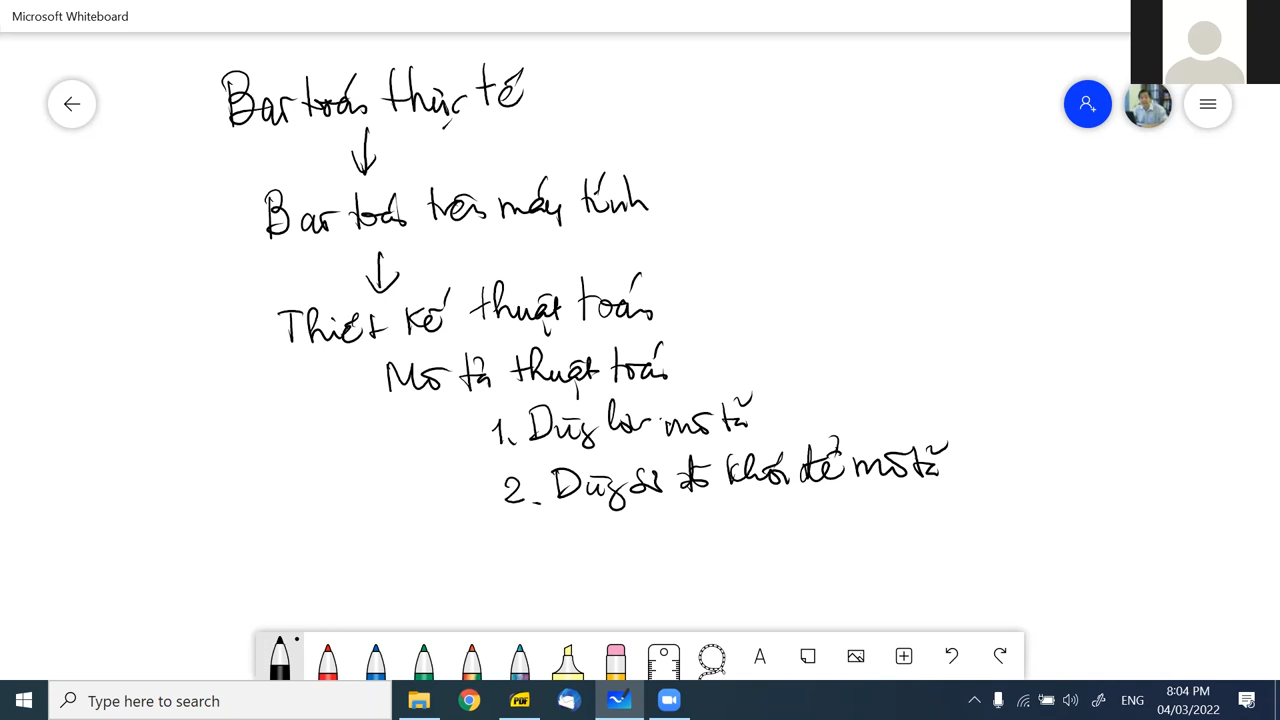 Microsoft Whiteboard
Bài toán thực tế
↓
Bài toán trên máy tính
↓
Thiết kế thuật toán
Mô tả thuật toán
1. Dùng lời mô tả
2. Dùng sơ đồ khối để mô tả
A
PDF
Type here to search
ENG
8:04 PM
04/03/2022